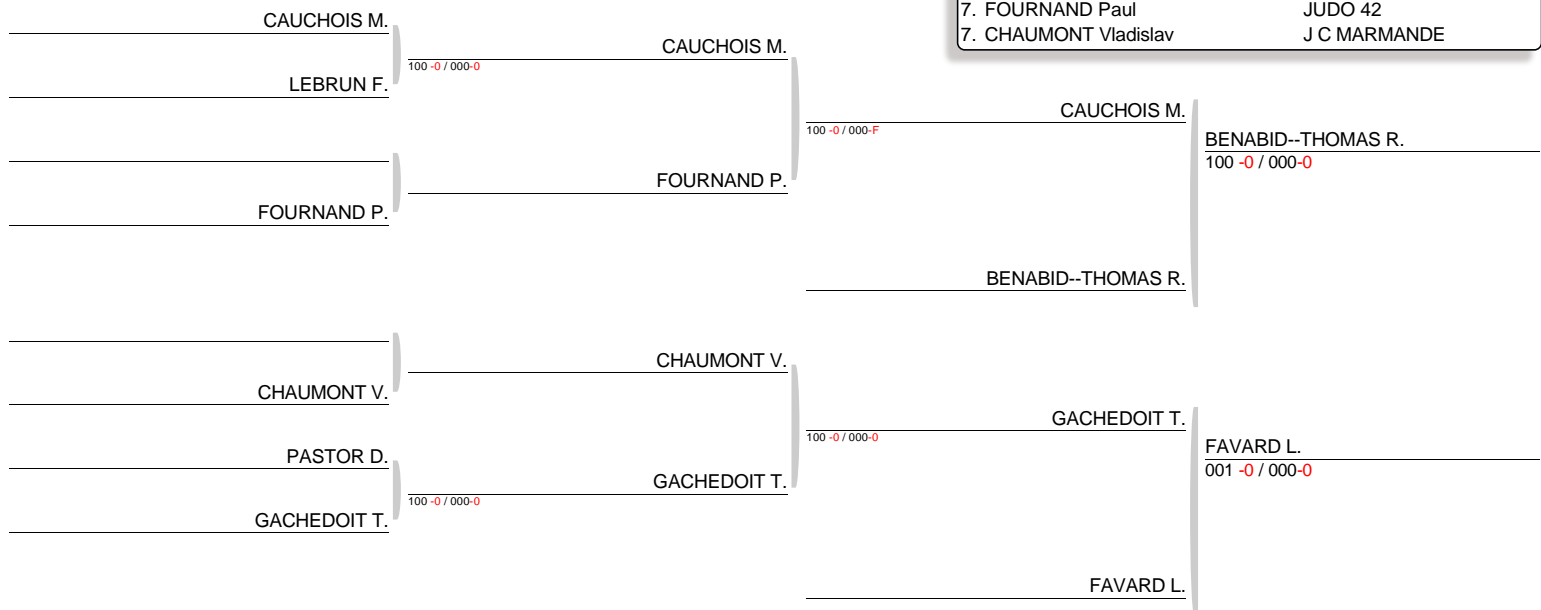 7. FOURNAND Paul JUDO 42
7. CHAUMONT Vladislav J C MARMANDE
CAUCHOIS M.
LEBRUN F.
FOURNAND P.
CHAUMONT V.
PASTOR D.
GACHEDOIT T.
CAUCHOIS M.
100 -0 / 000-0
FOURNAND P.
CHAUMONT V.
GACHEDOIT T.
100 -0 / 000-0
CAUCHOIS M.
100 -0 / 000-F
BENABID--THOMAS R.
GACHEDOIT T.
100 -0 / 000-0
FAVARD L.
BENABID--THOMAS R.
100 -0 / 000-0
FAVARD L.
001 -0 / 000-0